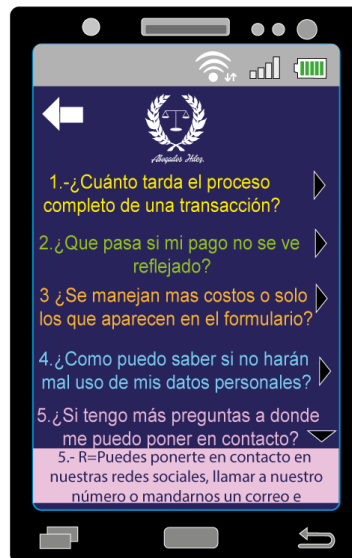 Abogados Hdez.
1.-¿Cuánto tarda el proceso
completo de una transacción?
2.¿Que pasa si mi pago no se ve
reflejado?
3 ¿Se manejan mas costos o solo
los que aparecen en el formulario?
4.¿Como puedo saber si no harán
mal uso de mis datos personales?
5.¿Si tengo más preguntas a donde
me puedo poner en contacto?
5.- R=Puedes ponerte en contacto en
nuestras redes sociales, llamar a nuestro
número o mandarnos un correo e